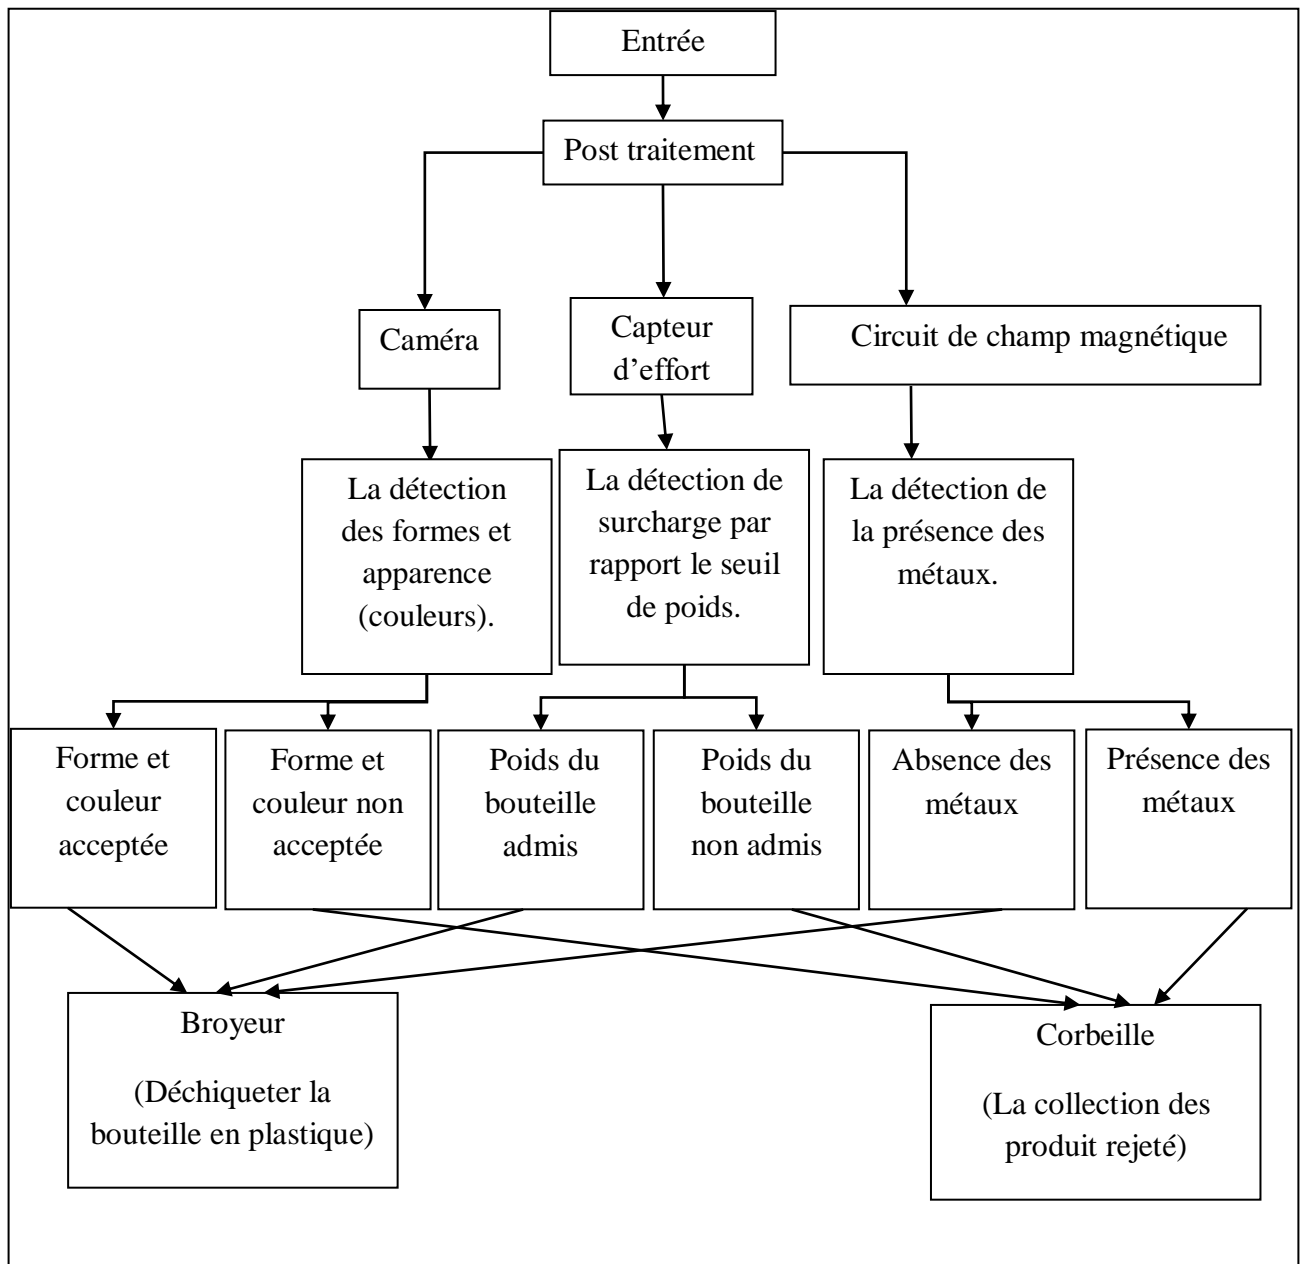 Entrée
Post traitement
Caméra
Capteur
d’effort
Circuit de champ magnétique
La détection
des formes et
apparence
(couleurs).
La détection de
surcharge par
rapport le seuil
de poids.
La détection de
la présence des
métaux.
Forme et
couleur
acceptée
Forme et
couleur non
acceptée
Poids du
bouteille
admis
Poids du
bouteille
non admis
Absence des
métaux
Présence des
métaux
Broyeur
(Déchiqueter la
bouteille en plastique)
Corbeille
(La collection des
produit rejeté)